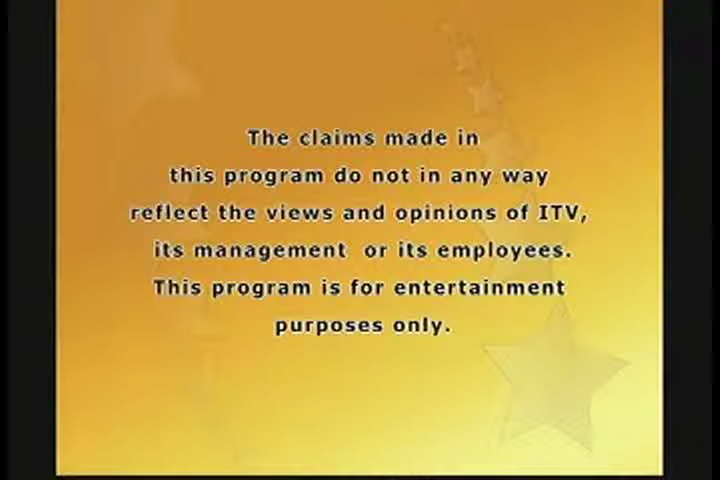 The claims made in
this program do not in any way
reflect the views and opinions of ITV,
its management or its employees.
This program is for entertainment
purposes only.